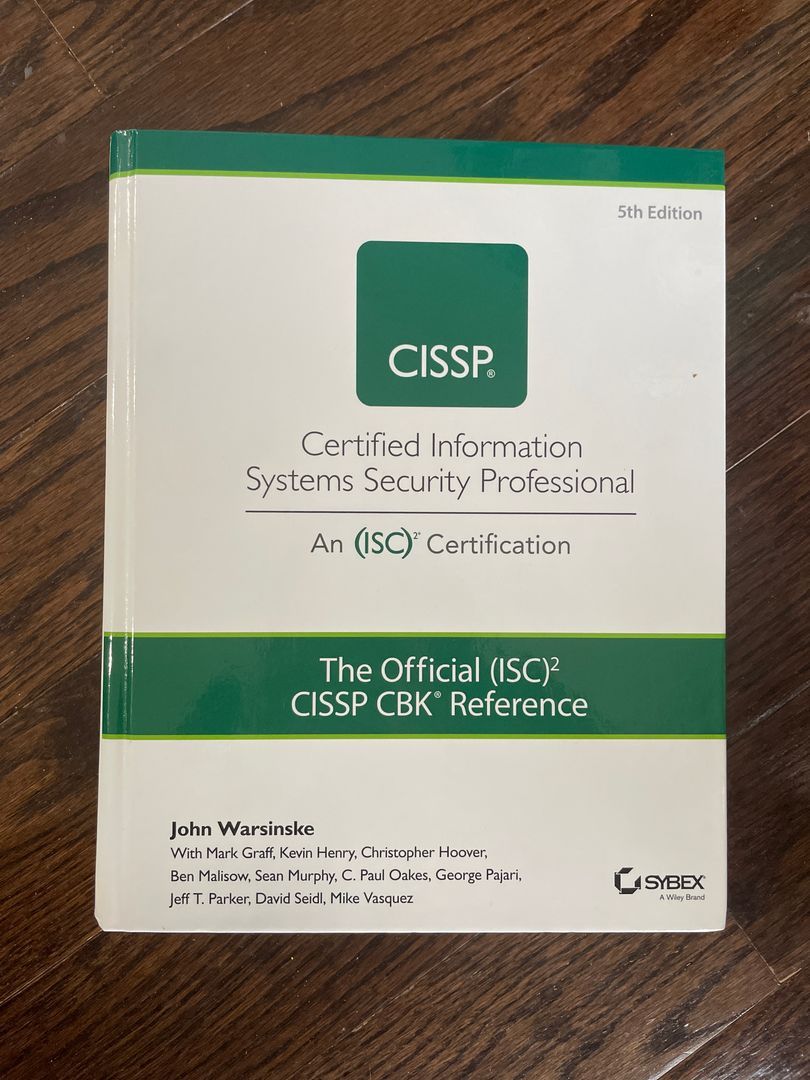 5th Edition
CISSP®
Certified Information
Systems Security Professional
An (ISC)²® Certification
The Official (ISC)²
CISSP CBK® Reference
John Warsinske
With Mark Graff, Kevin Henry, Christopher Hoover,
Ben Malisow, Sean Murphy, C. Paul Oakes, George Pajari,
Jeff T. Parker, David Seidl, Mike Vasquez
SYBEX®
A Wiley Brand